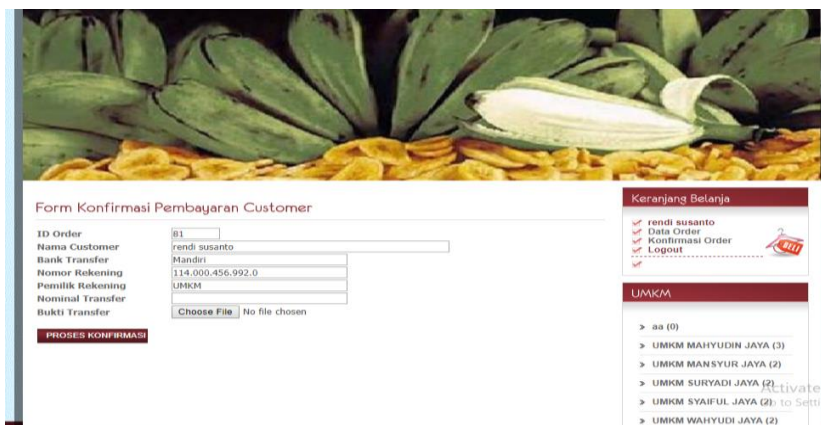 Form Konfirmasi Pembayaran Customer
ID Order 81
Nama Customer rendi susanto
Bank Transfer Mandiri
Nomor Rekening 114.000.456.992.0
Pemilik Rekening UMKM
Nominal Transfer
Bukti Transfer Choose File No file chosen
PROSES KONFIRMASI
Keranjang Belanja
rendi susanto
Data Order
Konfirmasi Order
Logout
?
BELI
UMKM
aa (0)
UMKM MAHYUDIN JAYA (3)
UMKM MANSYUR JAYA (2)
UMKM SURYADI JAYA (2)
UMKM SYAIFUL JAYA (2)
UMKM WAHYUDI JAYA (2)
Activate
to Setti